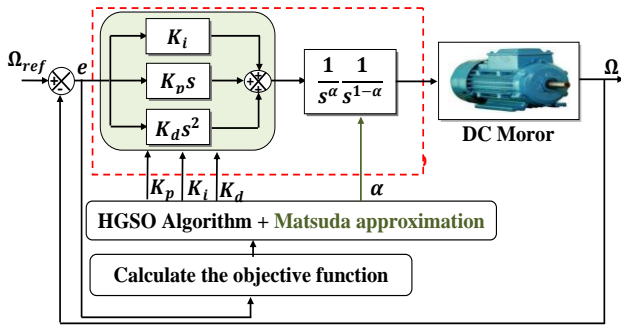 Ω_ref
e
K_i
K_p s
K_d s²
1/s^α 1/s^{1−α}
Ω
DC Moror
K_p K_i K_d
α
HGSO Algorithm + Matsuda approximation
Calculate the objective function